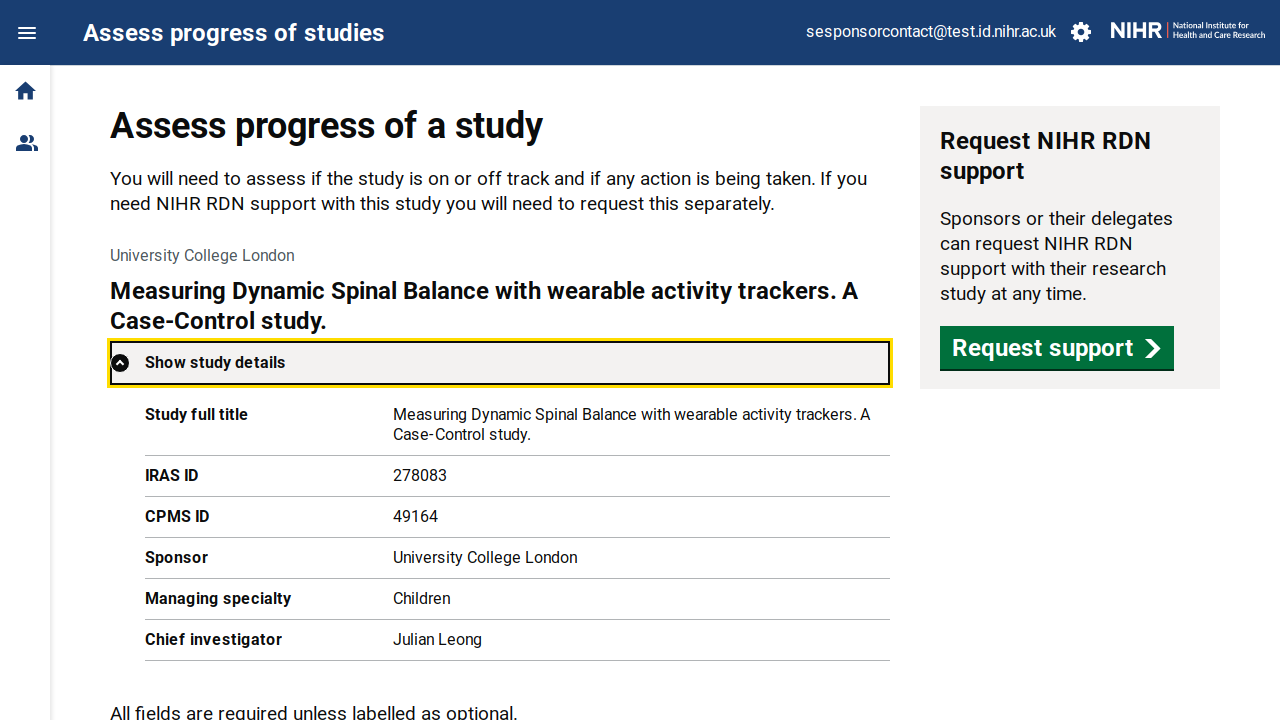 Assess progress of studies
sesponsorcontact@test.id.nihr.ac.uk
NIHR
National Institute for
Health and Care Research
Assess progress of a study
You will need to assess if the study is on or off track and if any action is being taken. If you
need NIHR RDN support with this study you will need to request this separately.
University College London
Measuring Dynamic Spinal Balance with wearable activity trackers. A
Case-Control study.
Show study details
Study full title
Measuring Dynamic Spinal Balance with wearable activity trackers. A
Case-Control study.
IRAS ID
278083
CPMS ID
49164
Sponsor
University College London
Managing specialty
Children
Chief investigator
Julian Leong
All fields are required unless labelled as optional.
Request NIHR RDN
support
Sponsors or their delegates
can request NIHR RDN
support with their research
study at any time.
Request support